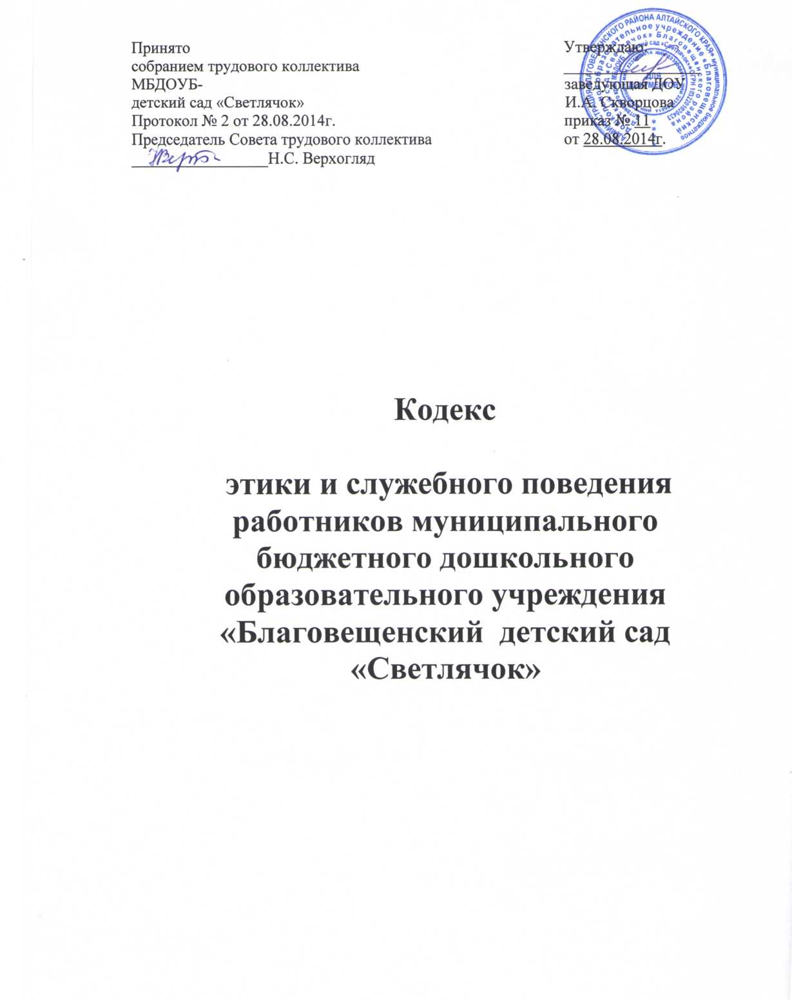 Принято
собранием трудового коллектива
МБДОУБ-
детский сад «Светлячок»
Протокол № 2 от 28.08.2014г.
Председатель Совета трудового коллектива
Н.С. Верхогляд
Утверждаю:
заведующая ДОУ
И.А. Скворцова
приказ № 11
от 28.08.2014г.
Кодекс
этики и служебного поведения
работников муниципального
бюджетного дошкольного
образовательного учреждения
«Благовещенский  детский сад
«Светлячок»